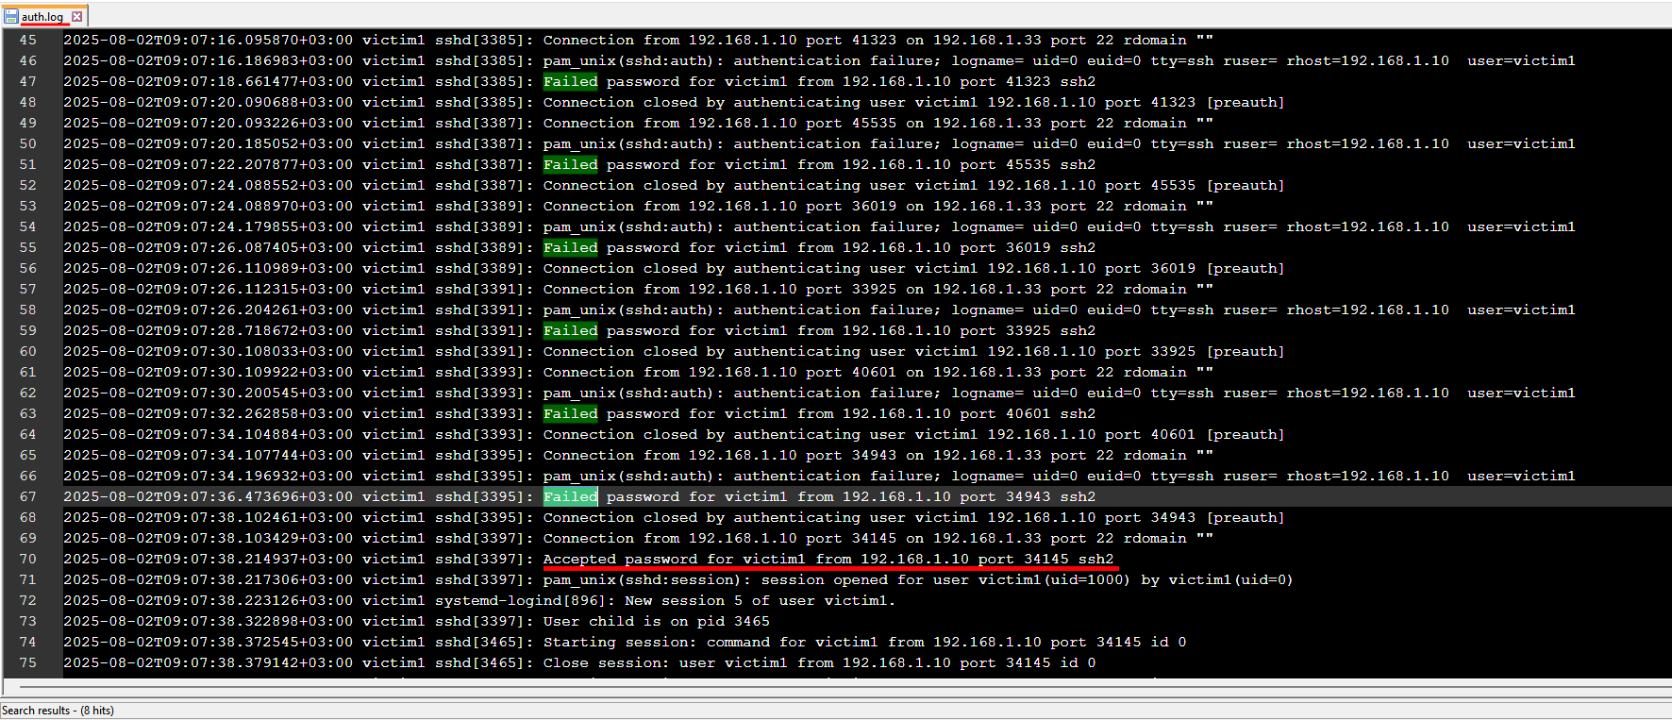 auth.log
45 2025-08-02T09:07:16.095870+03:00 victim1 sshd[3385]: Connection from 192.168.1.10 port 41323 on 192.168.1.33 port 22 rdomain ""
46 2025-08-02T09:07:16.186983+03:00 victim1 sshd[3385]: pam_unix(sshd:auth): authentication failure; logname= uid=0 euid=0 tty=ssh ruser= rhost=192.168.1.10  user=victim1
47 2025-08-02T09:07:18.661477+03:00 victim1 sshd[3385]: Failed password for victim1 from 192.168.1.10 port 41323 ssh2
48 2025-08-02T09:07:20.090688+03:00 victim1 sshd[3385]: Connection closed by authenticating user victim1 192.168.1.10 port 41323 [preauth]
49 2025-08-02T09:07:20.093226+03:00 victim1 sshd[3387]: Connection from 192.168.1.10 port 45535 on 192.168.1.33 port 22 rdomain ""
50 2025-08-02T09:07:20.185052+03:00 victim1 sshd[3387]: pam_unix(sshd:auth): authentication failure; logname= uid=0 euid=0 tty=ssh ruser= rhost=192.168.1.10  user=victim1
51 2025-08-02T09:07:22.207877+03:00 victim1 sshd[3387]: Failed password for victim1 from 192.168.1.10 port 45535 ssh2
52 2025-08-02T09:07:24.088552+03:00 victim1 sshd[3387]: Connection closed by authenticating user victim1 192.168.1.10 port 45535 [preauth]
53 2025-08-02T09:07:24.088970+03:00 victim1 sshd[3389]: Connection from 192.168.1.10 port 36019 on 192.168.1.33 port 22 rdomain ""
54 2025-08-02T09:07:24.179855+03:00 victim1 sshd[3389]: pam_unix(sshd:auth): authentication failure; logname= uid=0 euid=0 tty=ssh ruser= rhost=192.168.1.10  user=victim1
55 2025-08-02T09:07:26.087405+03:00 victim1 sshd[3389]: Failed password for victim1 from 192.168.1.10 port 36019 ssh2
56 2025-08-02T09:07:26.110989+03:00 victim1 sshd[3389]: Connection closed by authenticating user victim1 192.168.1.10 port 36019 [preauth]
57 2025-08-02T09:07:26.112315+03:00 victim1 sshd[3391]: Connection from 192.168.1.10 port 33925 on 192.168.1.33 port 22 rdomain ""
58 2025-08-02T09:07:26.204261+03:00 victim1 sshd[3391]: pam_unix(sshd:auth): authentication failure; logname= uid=0 euid=0 tty=ssh ruser= rhost=192.168.1.10  user=victim1
59 2025-08-02T09:07:28.718672+03:00 victim1 sshd[3391]: Failed password for victim1 from 192.168.1.10 port 33925 ssh2
60 2025-08-02T09:07:30.108033+03:00 victim1 sshd[3391]: Connection closed by authenticating user victim1 192.168.1.10 port 33925 [preauth]
61 2025-08-02T09:07:30.109922+03:00 victim1 sshd[3393]: Connection from 192.168.1.10 port 40601 on 192.168.1.33 port 22 rdomain ""
62 2025-08-02T09:07:30.200545+03:00 victim1 sshd[3393]: pam_unix(sshd:auth): authentication failure; logname= uid=0 euid=0 tty=ssh ruser= rhost=192.168.1.10  user=victim1
63 2025-08-02T09:07:32.262858+03:00 victim1 sshd[3393]: Failed password for victim1 from 192.168.1.10 port 40601 ssh2
64 2025-08-02T09:07:34.104884+03:00 victim1 sshd[3393]: Connection closed by authenticating user victim1 192.168.1.10 port 40601 [preauth]
65 2025-08-02T09:07:34.107744+03:00 victim1 sshd[3395]: Connection from 192.168.1.10 port 34943 on 192.168.1.33 port 22 rdomain ""
66 2025-08-02T09:07:34.196932+03:00 victim1 sshd[3395]: pam_unix(sshd:auth): authentication failure; logname= uid=0 euid=0 tty=ssh ruser= rhost=192.168.1.10  user=victim1
67 2025-08-02T09:07:36.473696+03:00 victim1 sshd[3395]: Failed password for victim1 from 192.168.1.10 port 34943 ssh2
68 2025-08-02T09:07:38.102461+03:00 victim1 sshd[3395]: Connection closed by authenticating user victim1 192.168.1.10 port 34943 [preauth]
69 2025-08-02T09:07:38.103429+03:00 victim1 sshd[3397]: Connection from 192.168.1.10 port 34145 on 192.168.1.33 port 22 rdomain ""
70 2025-08-02T09:07:38.214937+03:00 victim1 sshd[3397]: Accepted password for victim1 from 192.168.1.10 port 34145 ssh2
71 2025-08-02T09:07:38.217306+03:00 victim1 sshd[3397]: pam_unix(sshd:session): session opened for user victim1(uid=1000) by victim1(uid=0)
72 2025-08-02T09:07:38.223126+03:00 victim1 systemd-logind[896]: New session 5 of user victim1.
73 2025-08-02T09:07:38.322898+03:00 victim1 sshd[3397]: User child is on pid 3465
74 2025-08-02T09:07:38.372545+03:00 victim1 sshd[3465]: Starting session: command for victim1 from 192.168.1.10 port 34145 id 0
75 2025-08-02T09:07:38.379142+03:00 victim1 sshd[3465]: Close session: user victim1 from 192.168.1.10 port 34145 id 0
Search results - (8 hits)